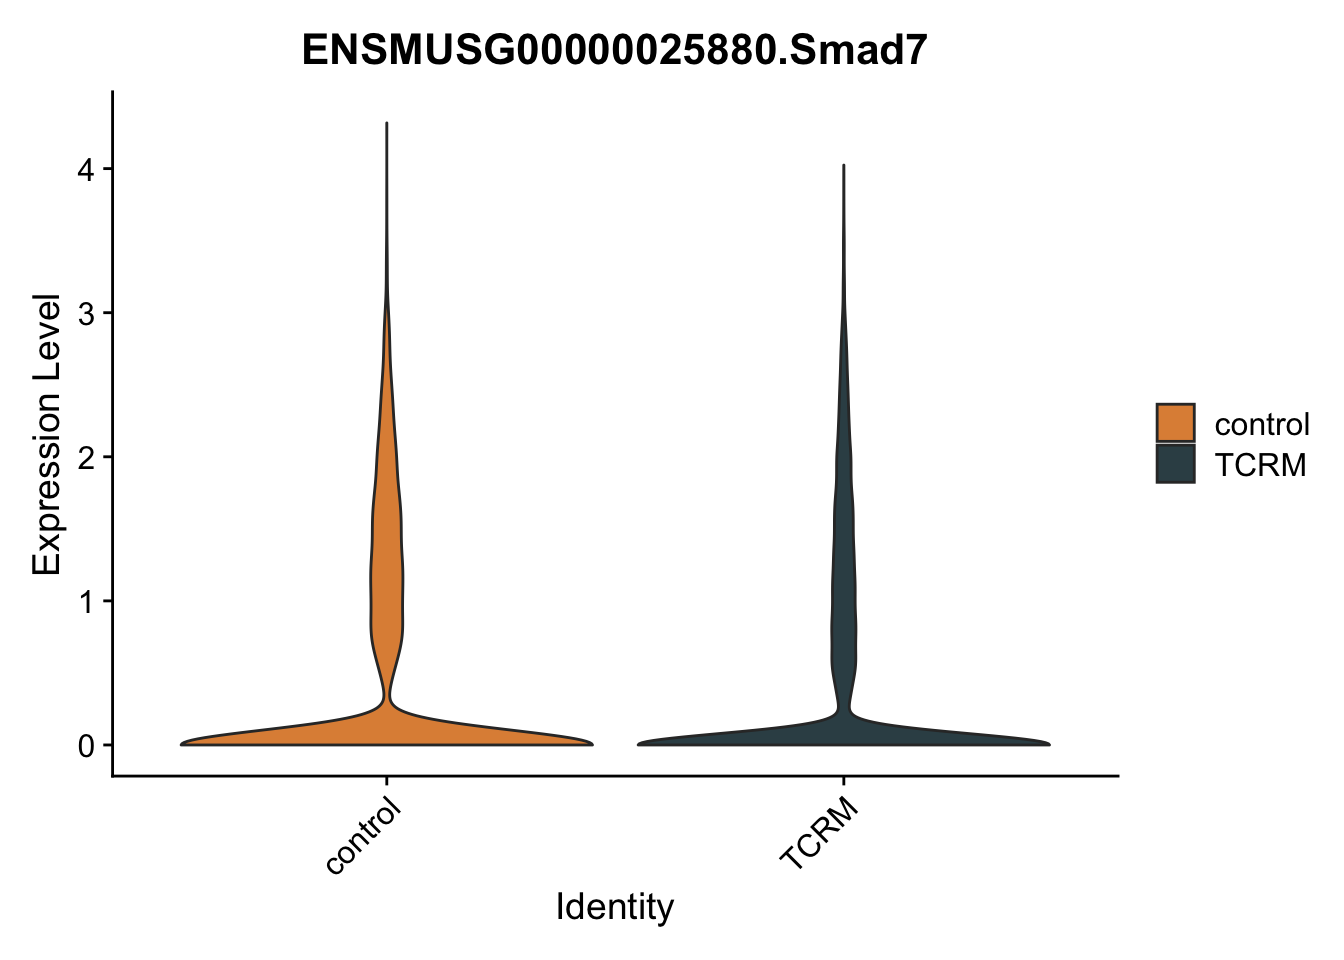 ENSMUSG00000025880.Smad7
Expression Level
4
3
2
1
0
control
TCRM
Identity
control
TCRM